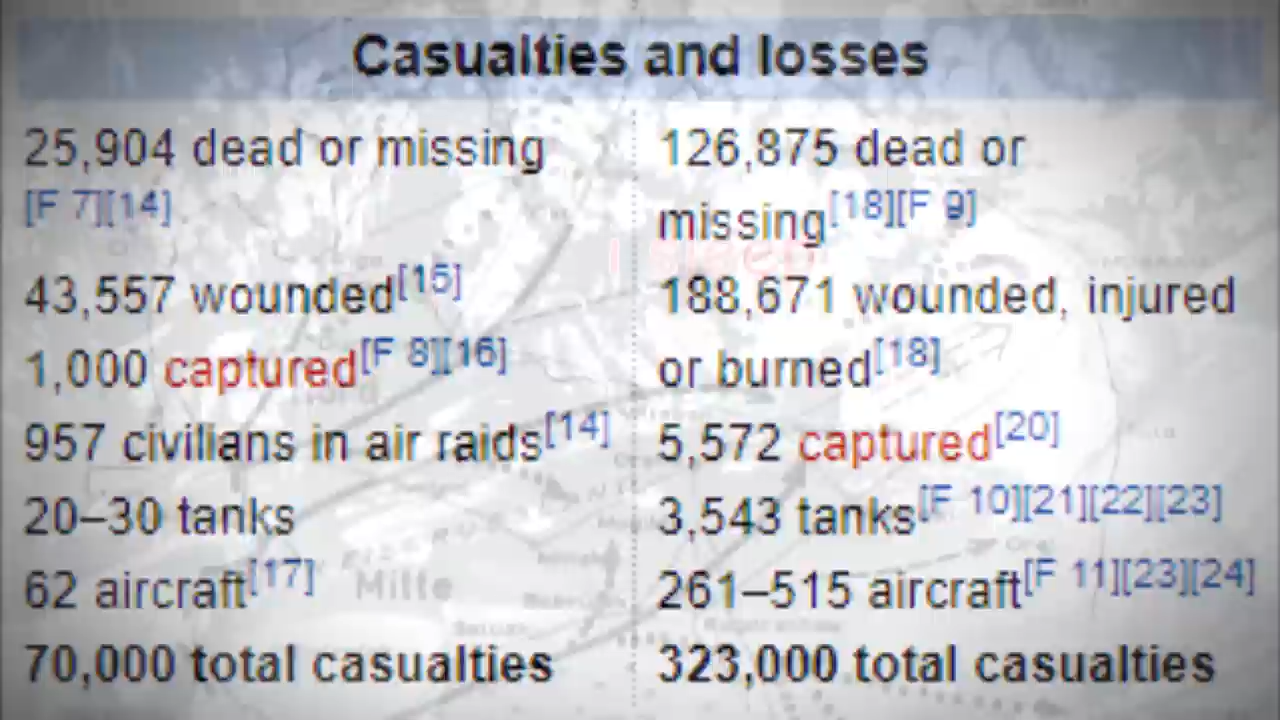 Casualties and losses
25,904 dead or missing
[F 7][14]
43,557 wounded[15]
1,000 captured[F 8][16]
957 civilians in air raids[14]
20–30 tanks
62 aircraft[17]
70,000 total casualties
126,875 dead or
missing[18][F 9]
188,671 wounded, injured
or burned[18]
5,572 captured[20]
3,543 tanks[F 10][21][22][23]
261–515 aircraft[F 11][23][24]
323,000 total casualties
Mitte